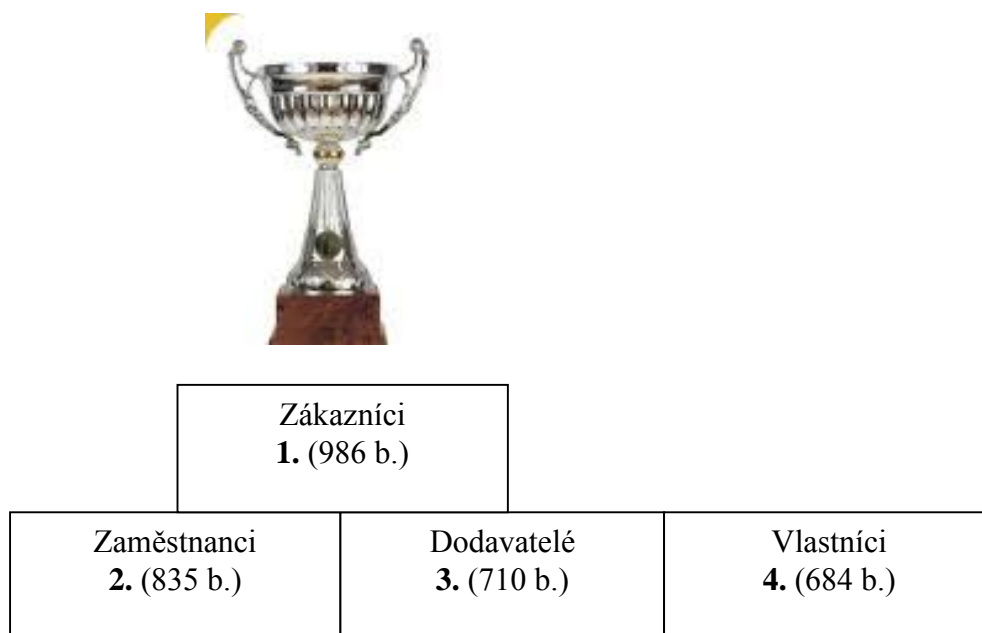 Zákazníci
1. (986 b.)
Zaměstnanci
2. (835 b.)
Dodavatelé
3. (710 b.)
Vlastníci
4. (684 b.)